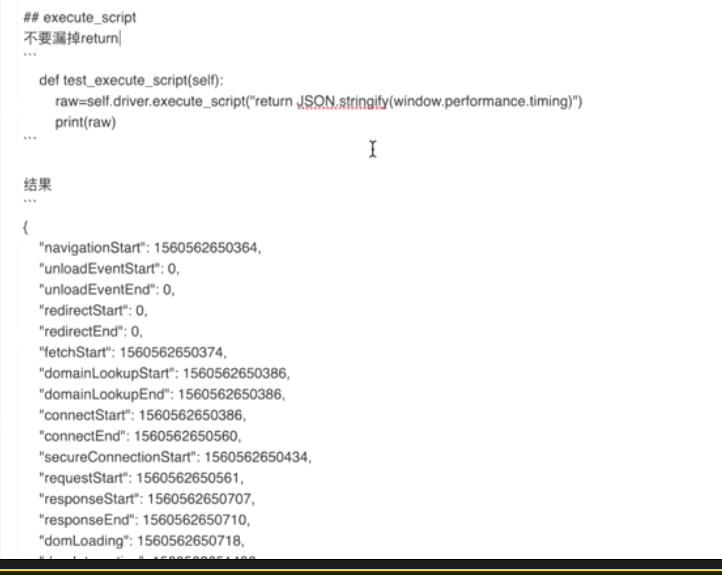 ## execute_script
不要漏掉return
```
def test_execute_script(self):
raw=self.driver.execute_script("return JSON.stringify(window.performance.timing)")
print(raw)
```
结果
```
{
"navigationStart": 1560562650364,
"unloadEventStart": 0,
"unloadEventEnd": 0,
"redirectStart": 0,
"redirectEnd": 0,
"fetchStart": 1560562650374,
"domainLookupStart": 1560562650386,
"domainLookupEnd": 1560562650386,
"connectStart": 1560562650386,
"connectEnd": 1560562650560,
"secureConnectionStart": 1560562650434,
"requestStart": 1560562650561,
"responseStart": 1560562650707,
"responseEnd": 1560562650710,
"domLoading": 1560562650718,